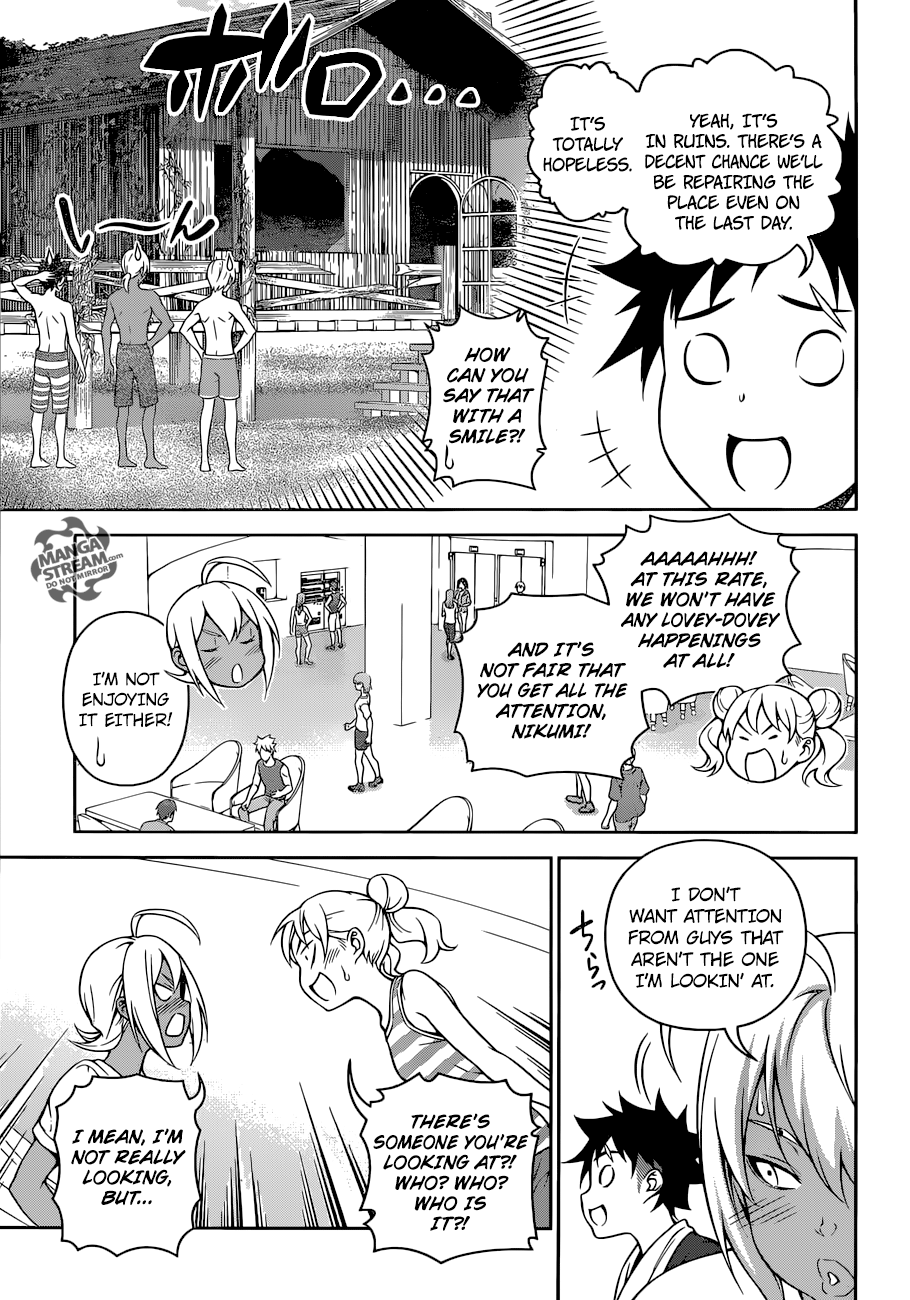 ボロ...
YEAH, IT'S
IN RUINS. THERE'S A
DECENT CHANCE WE'LL
BE REPAIRING THE
PLACE EVEN ON
THE LAST DAY.
IT'S
TOTALLY
HOPELESS.
し〜ん
HOW
CAN YOU
SAY THAT
WITH A
SMILE?!
MANGA
STREAM.com
DO NOT MIRROR
AAAAAHHH!
AT THIS RATE,
WE WON'T HAVE
ANY LOVEY-DOVEY
HAPPENINGS
AT ALL!
AND IT'S
NOT FAIR THAT
YOU GET ALL THE
ATTENTION,
NIKUMI!
I'M NOT
ENJOYING
IT EITHER!
I DON'T
WANT ATTENTION
FROM GUYS THAT
AREN'T THE ONE
I'M LOOKIN' AT.
ちらっ
THERE'S
SOMEONE YOU'RE
LOOKING AT?!
WHO? WHO?
WHO IS
IT?!
I MEAN, I'M
NOT REALLY
LOOKING,
BUT...